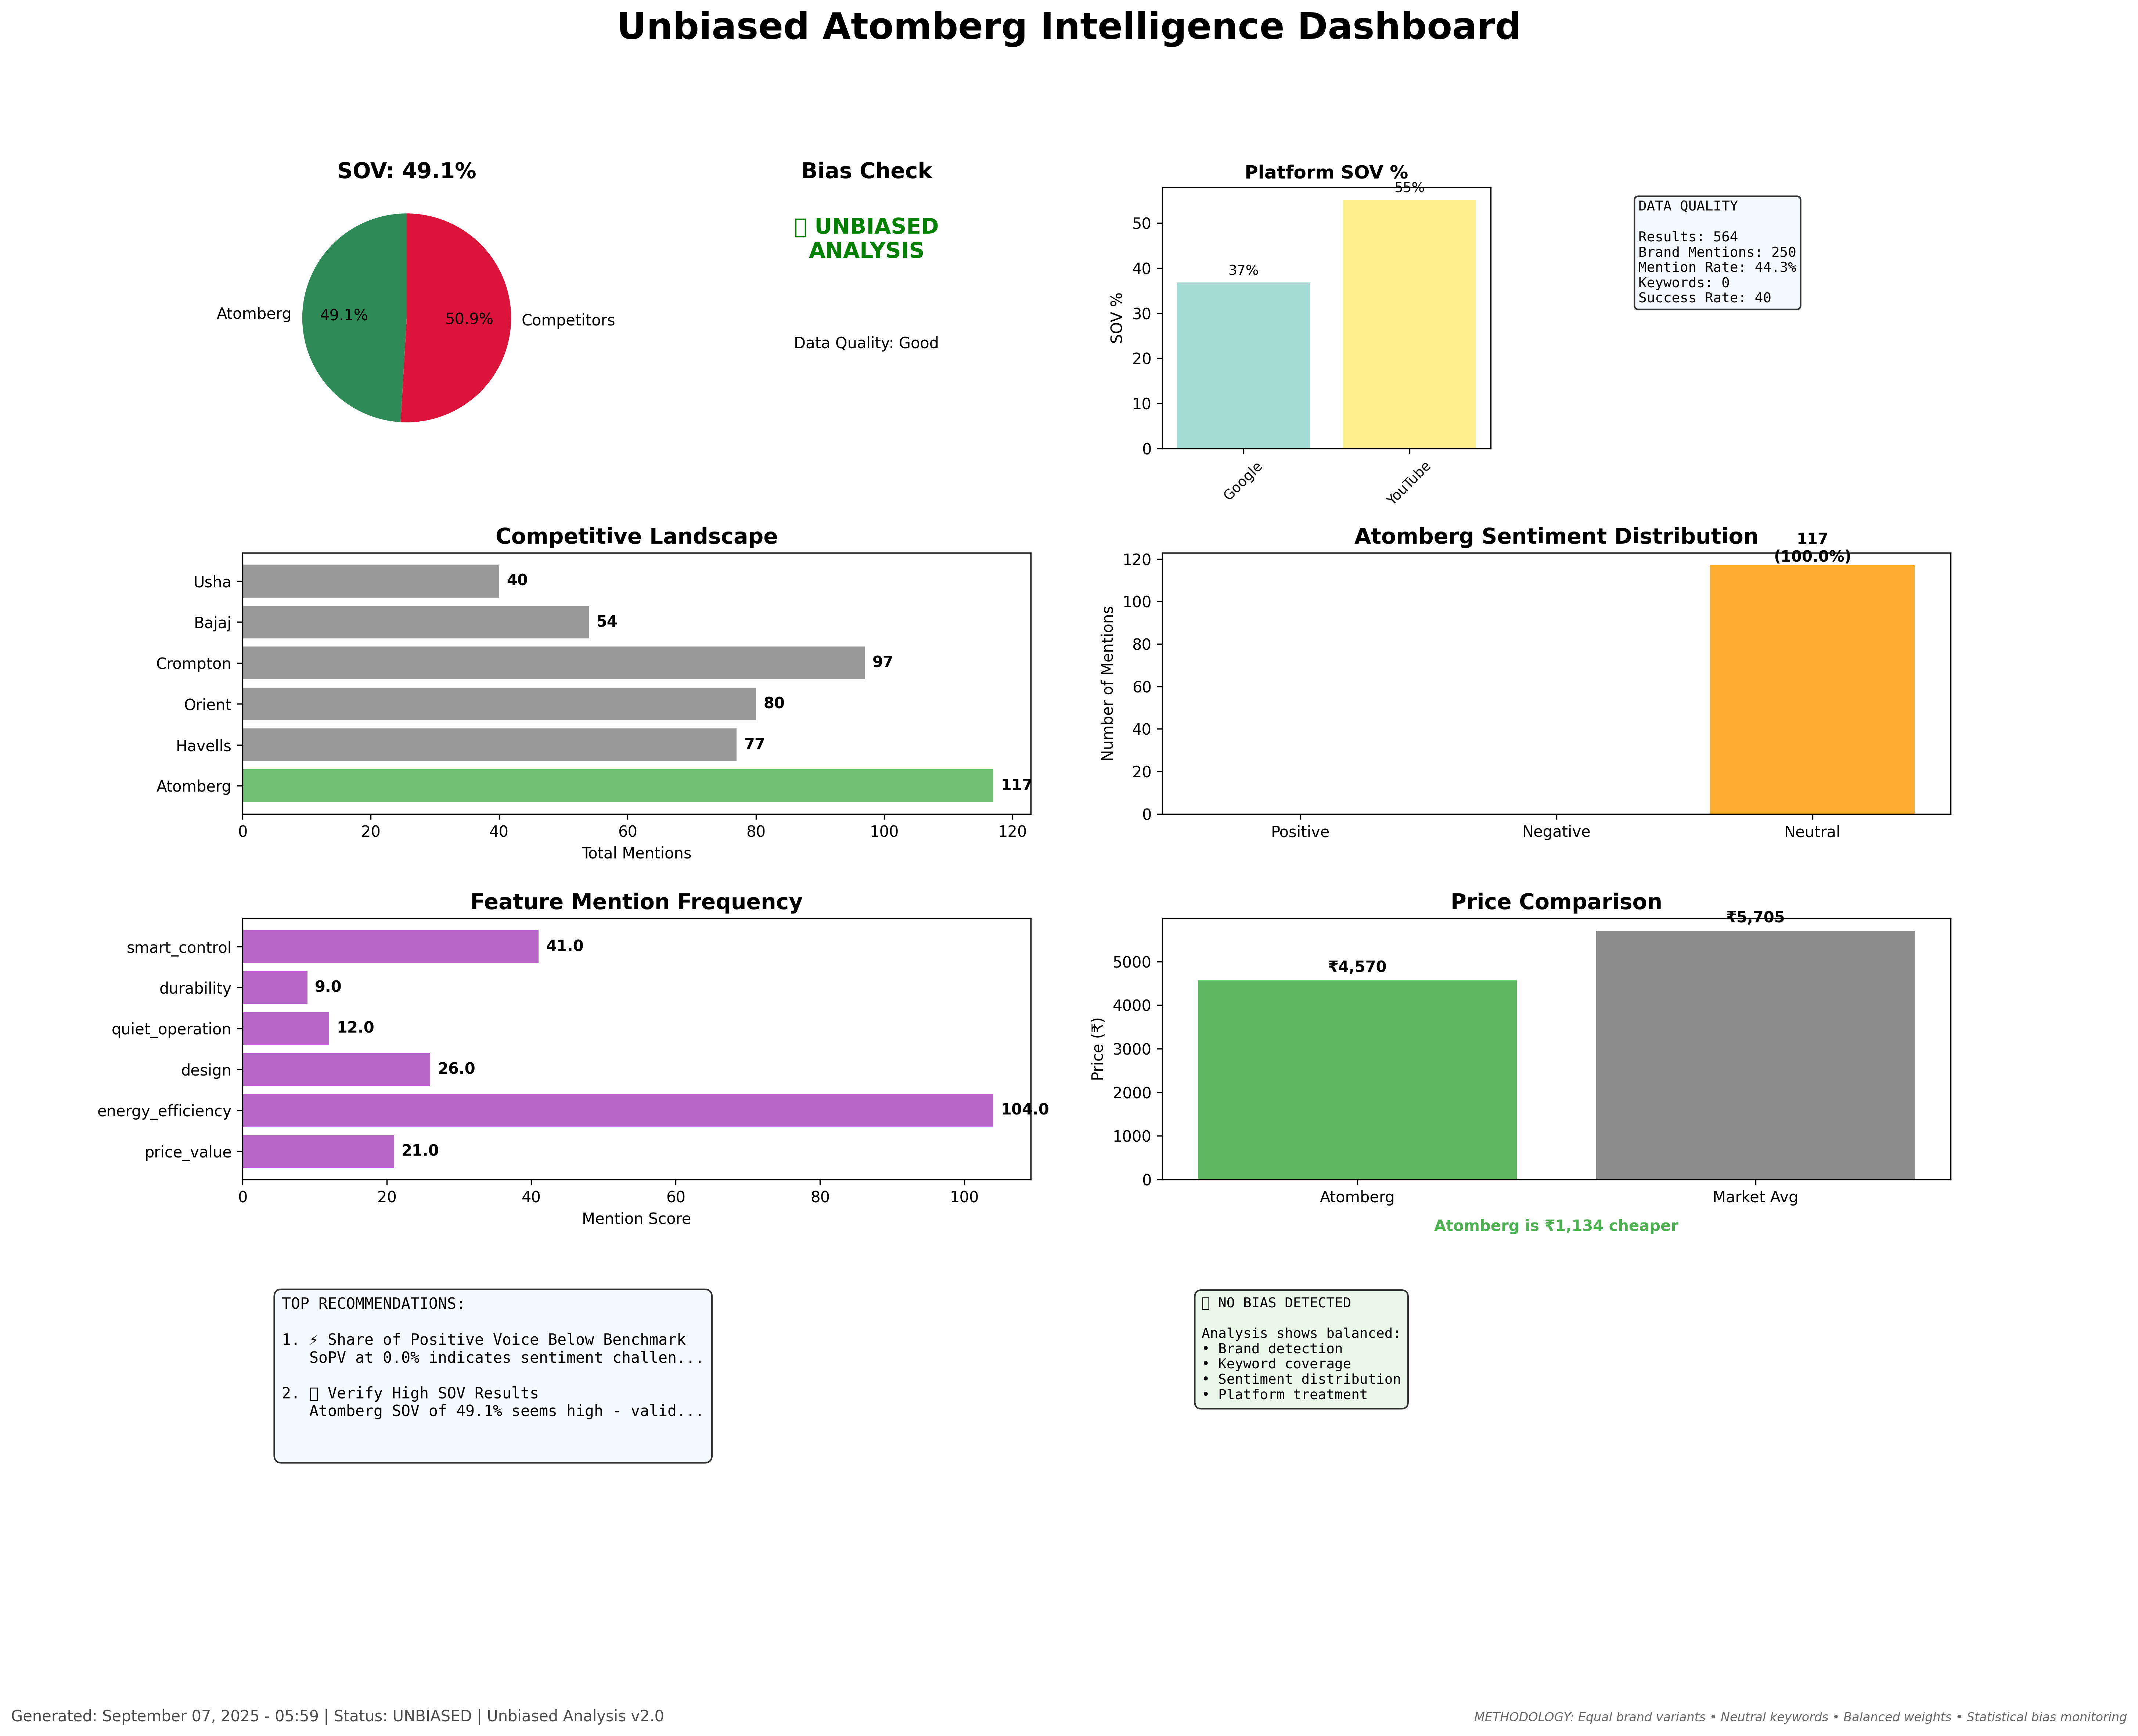 Unbiased Atomberg Intelligence Dashboard
SOV: 49.1%
Atomberg
49.1%
50.9%
Competitors
Bias Check
UNBIASED
ANALYSIS
Data Quality: Good
Platform SOV %
55%
37%
SOV %
50
40
30
20
10
0
Google
YouTube
DATA QUALITY
Results: 564
Brand Mentions: 250
Mention Rate: 44.3%
Keywords: 0
Success Rate: 40
Competitive Landscape
Usha
40
Bajaj
54
Crompton
97
Orient
80
Havells
77
Atomberg
117
0 20 40 60 80 100 120
Total Mentions
Atomberg Sentiment Distribution
117
(100.0%)
Number of Mentions
120
100
80
60
40
20
0
Positive Negative Neutral
Feature Mention Frequency
smart_control
41.0
durability
9.0
quiet_operation
12.0
design
26.0
energy_efficiency
104.0
price_value
21.0
0 20 40 60 80 100
Mention Score
Price Comparison
₹5,705
₹4,570
Price (₹)
5000
4000
3000
2000
1000
0
Atomberg Market Avg
Atomberg is ₹1,134 cheaper
TOP RECOMMENDATIONS:
1. ⚡ Share of Positive Voice Below Benchmark
SoPV at 0.0% indicates sentiment challen...
2. Verify High SOV Results
Atomberg SOV of 49.1% seems high - valid...
NO BIAS DETECTED
Analysis shows balanced:
• Brand detection
• Keyword coverage
• Sentiment distribution
• Platform treatment
Generated: September 07, 2025 - 05:59 | Status: UNBIASED | Unbiased Analysis v2.0
METHODOLOGY: Equal brand variants • Neutral keywords • Balanced weights • Statistical bias monitoring